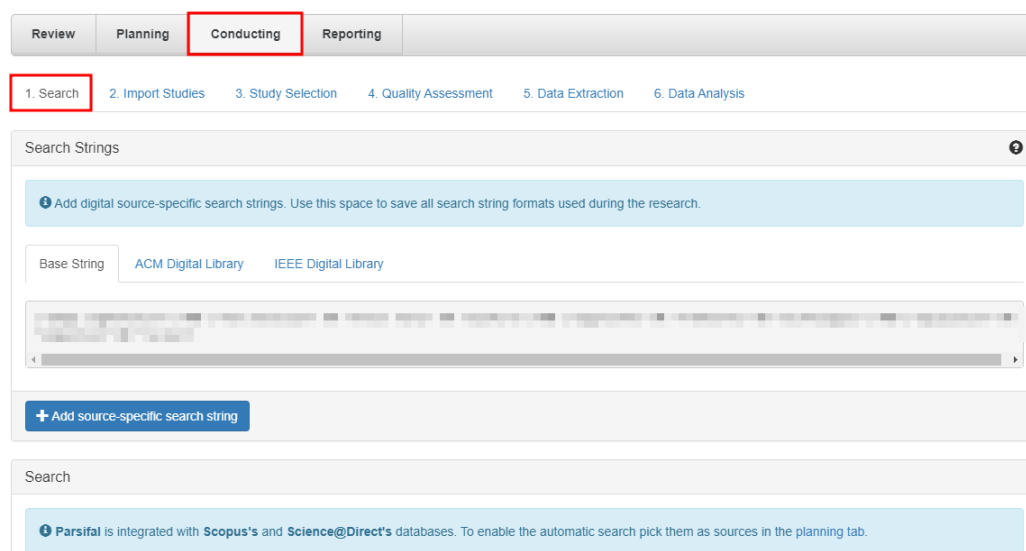 Review Planning Conducting Reporting
1. Search 2. Import Studies 3. Study Selection 4. Quality Assessment 5. Data Extraction 6. Data Analysis
Search Strings
Add digital source-specific search strings. Use this space to save all search string formats used during the research.
Base String ACM Digital Library IEEE Digital Library
Add source-specific search string
Search
Parsifal is integrated with Scopus's and Science@Direct's databases. To enable the automatic search pick them as sources in the planning tab.